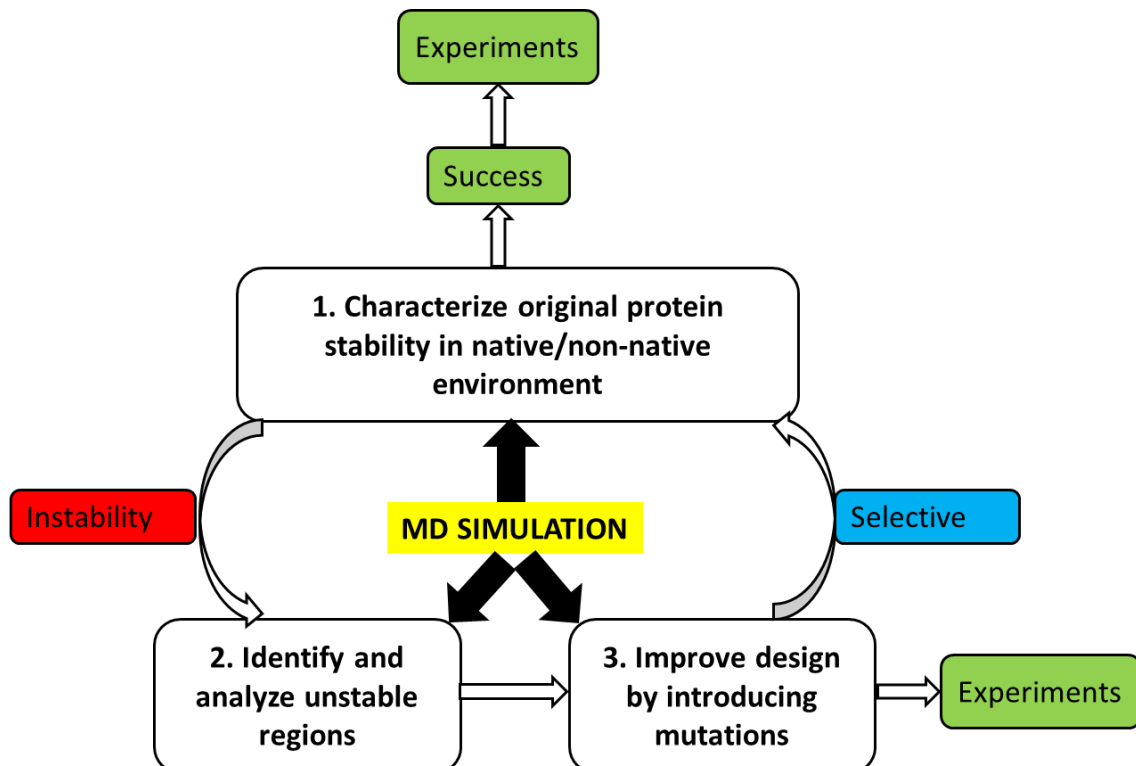 Experiments
Success
1. Characterize original protein
stability in native/non-native
environment
Instability
MD SIMULATION
Selective
2. Identify and
analyze unstable
regions
3. Improve design
by introducing
mutations
Experiments